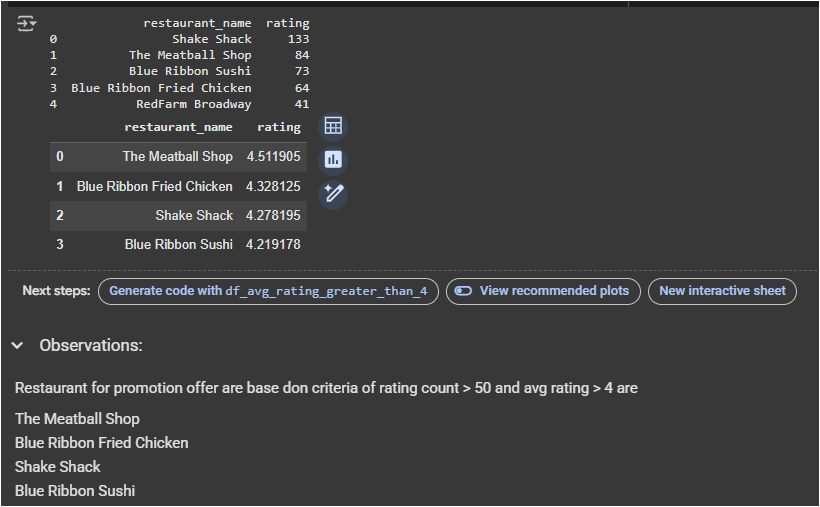 restaurant_name rating
0 Shake Shack 133
1 The Meatball Shop 84
2 Blue Ribbon Sushi 73
3 Blue Ribbon Fried Chicken 64
4 RedFarm Broadway 41
restaurant_name rating
0 The Meatball Shop 4.511905
1 Blue Ribbon Fried Chicken 4.328125
2 Shake Shack 4.278195
3 Blue Ribbon Sushi 4.219178
Next steps: Generate code with df_avg_rating_greater_than_4 View recommended plots New interactive sheet
Observations:
Restaurant for promotion offer are base don criteria of rating count > 50 and avg rating > 4 are
The Meatball Shop
Blue Ribbon Fried Chicken
Shake Shack
Blue Ribbon Sushi